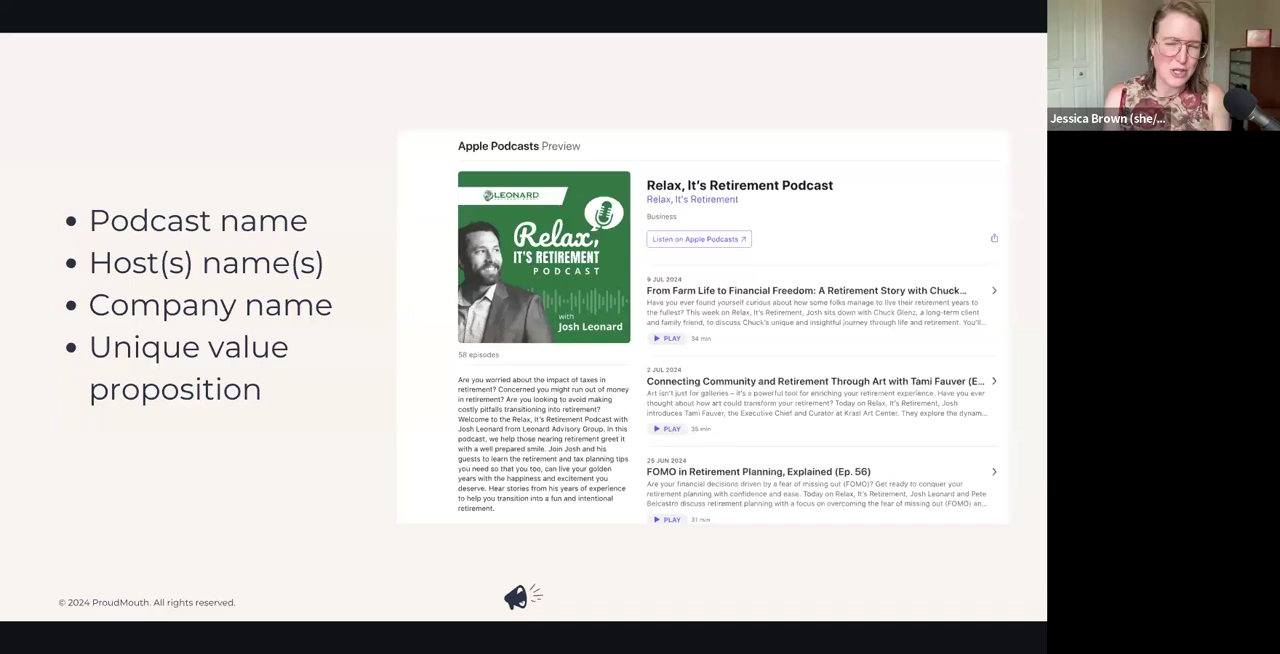 Podcast name
Host(s) name(s)
Company name
Unique value
proposition
Apple Podcasts Preview
LEONARD
Relax,
IT'S RETIREMENT
PODCAST
with
Josh Leonard
58 episodes
Are you worried about the impact of taxes in
retirement? Concerned you might run out of money
in retirement? Are you looking to avoid making
costly pitfalls transitioning into retirement?
Welcome to the Relax, It's Retirement Podcast with
Josh Leonard from Leonard Advisory Group. In this
podcast, we help those nearing retirement greet it
with a well prepared smile. Join Josh and his
guests to learn the retirement and tax planning tips
you need so that you too, can live your golden
years with the happiness and excitement you
deserve. Hear stories from his years of experience
to help you transition into a fun and intentional
retirement.
Relax, It's Retirement Podcast
Relax, It's Retirement
Business
Listen on Apple Podcasts ↗
9 JUL 2024
From Farm Life to Financial Freedom: A Retirement Story with Chuck...
Have you ever found yourself curious about how some folks manage to live their retirement years to
the fullest? This week on Relax, It's Retirement, Josh sits down with Chuck Glenz, a long-term client
and family friend, to discuss Chuck's unique and insightful journey through life and retirement. You'll...
PLAY 34 min
2 JUL 2024
Connecting Community and Retirement Through Art with Tami Fauver (E...
Art isn't just for galleries – it's a powerful tool for enriching your retirement experience. Have you ever
thought about how art could transform your retirement? Today on Relax, It's Retirement, Josh
introduces Tami Fauver, the Executive Chief and Curator at Krasl Art Center. They explore the dynam...
PLAY 35 min
25 JUN 2024
FOMO in Retirement Planning, Explained (Ep. 56)
Are your financial decisions driven by a fear of missing out (FOMO)? Get ready to conquer your
retirement planning with confidence and ease. Today on Relax, It's Retirement, Josh Leonard and Pete
Belcastro discuss retirement planning with a focus on overcoming the fear of missing out (FOMO) an...
PLAY 31 min
© 2024 ProudMouth. All rights reserved.
Jessica Brown (she/...